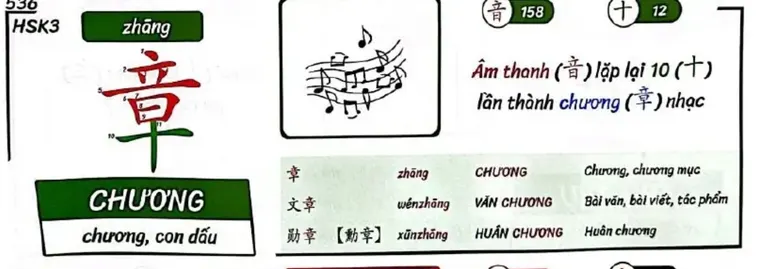 536
HSK3
zhāng
章
CHƯƠNG
chương, con dấu
音 158
十 12
Âm thanh (音) lặp lại 10 (十)
lần thành chương (章) nhạc
章 zhāng CHƯƠNG Chương, chương mục
文章 wénzhāng VĂN CHƯƠNG Bài văn, bài viết, tác phẩm
勋章【勳章】 xūnzhāng HUÂN CHƯƠNG Huân chương